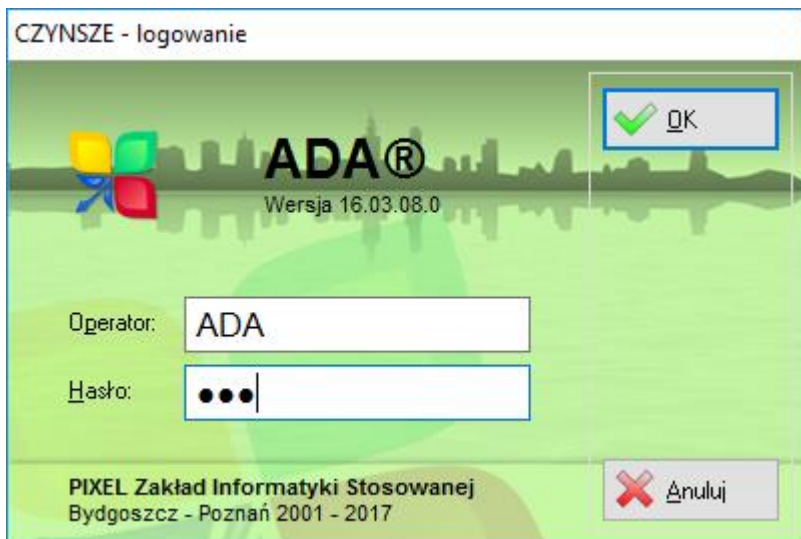 CZYNSZE - logowanie
ADA®
Wersja 16.03.08.0
OK
Operator: ADA
Hasło: ●●●
PIXEL Zakład Informatyki Stosowanej
Bydgoszcz - Poznań 2001 - 2017
Anuluj